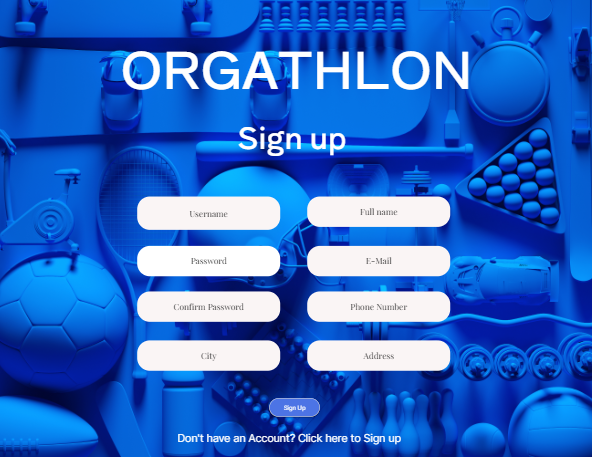 ORGATHLON
Sign up
Username
Full name
Password
E-Mail
Confirm Password
Phone Number
City
Address
Sign Up
Don't have an Account? Click here to Sign up